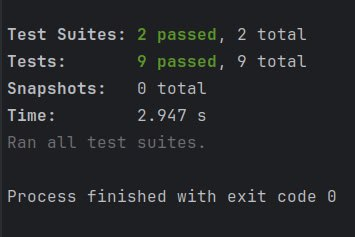 Test Suites: 2 passed, 2 total
Tests:       9 passed, 9 total
Snapshots:   0 total
Time:        2.947 s
Ran all test suites.

Process finished with exit code 0